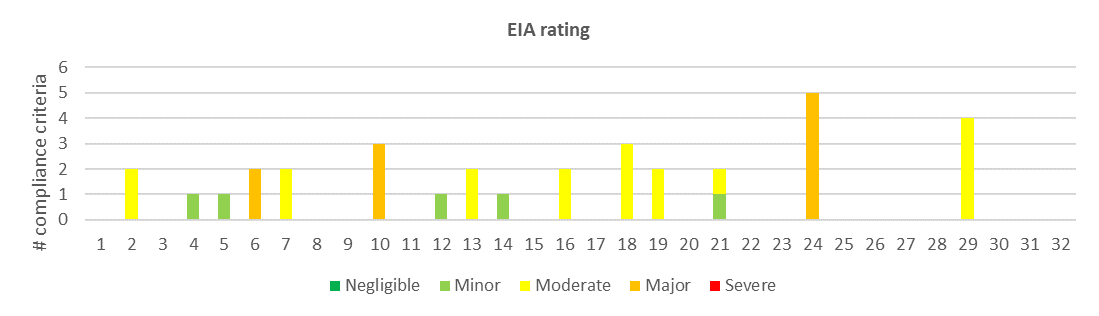 EIA rating
# compliance criteria
6
5
4
3
2
1
0
1 2 3 4 5 6 7 8 9 10 11 12 13 14 15 16 17 18 19 20 21 22 23 24 25 26 27 28 29 30 31 32
Negligible Minor Moderate Major Severe